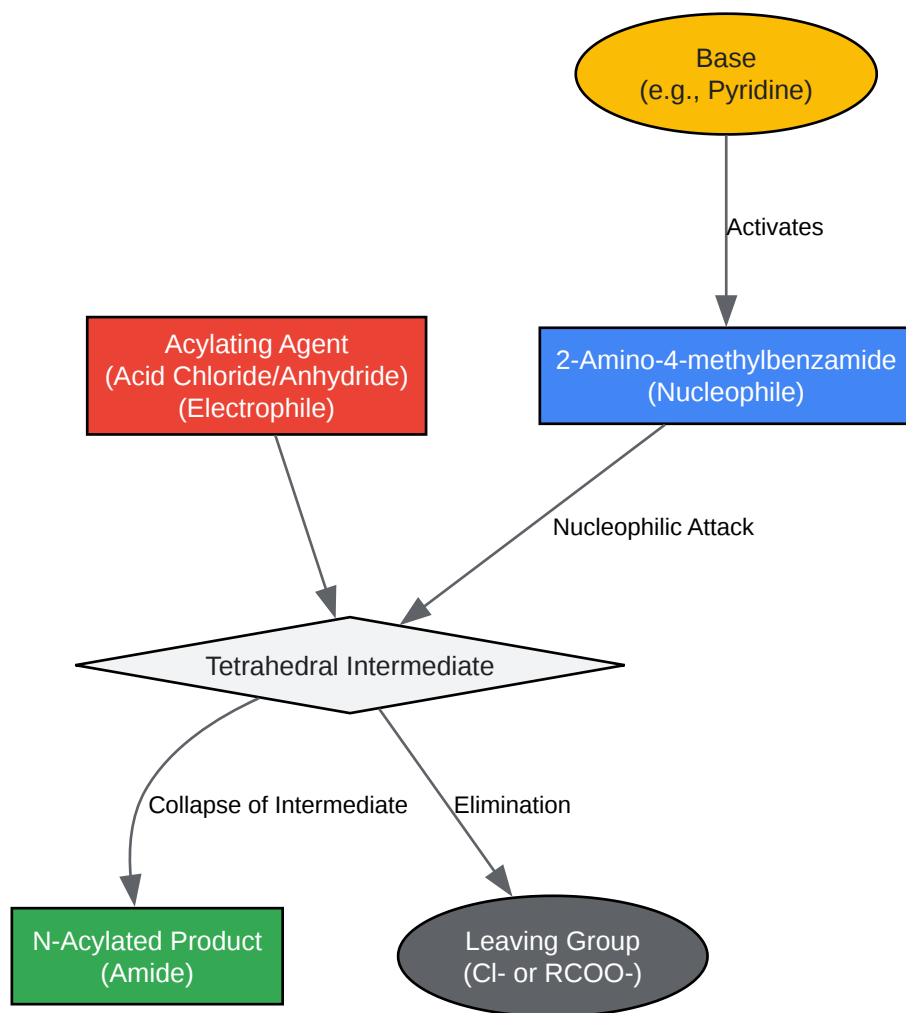 Base
(e.g., Pyridine)
Activates
Acylating Agent
(Acid Chloride/Anhydride)
(Electrophile)
2-Amino-4-methylbenzamide
(Nucleophile)
Nucleophilic Attack
Tetrahedral Intermediate
Collapse of Intermediate
Elimination
N-Acylated Product
(Amide)
Leaving Group
(Cl- or RCOO-)